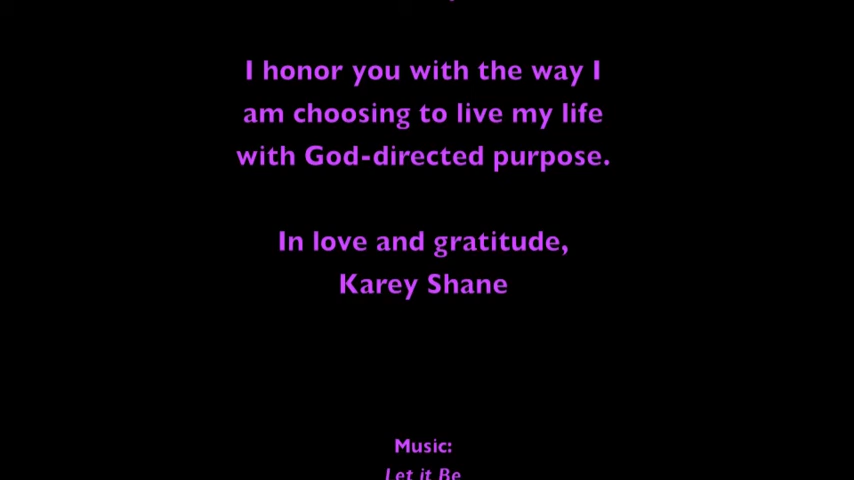 I honor you with the way I
am choosing to live my life
with God-directed purpose.
In love and gratitude,
Karey Shane
Music:
Let it Be